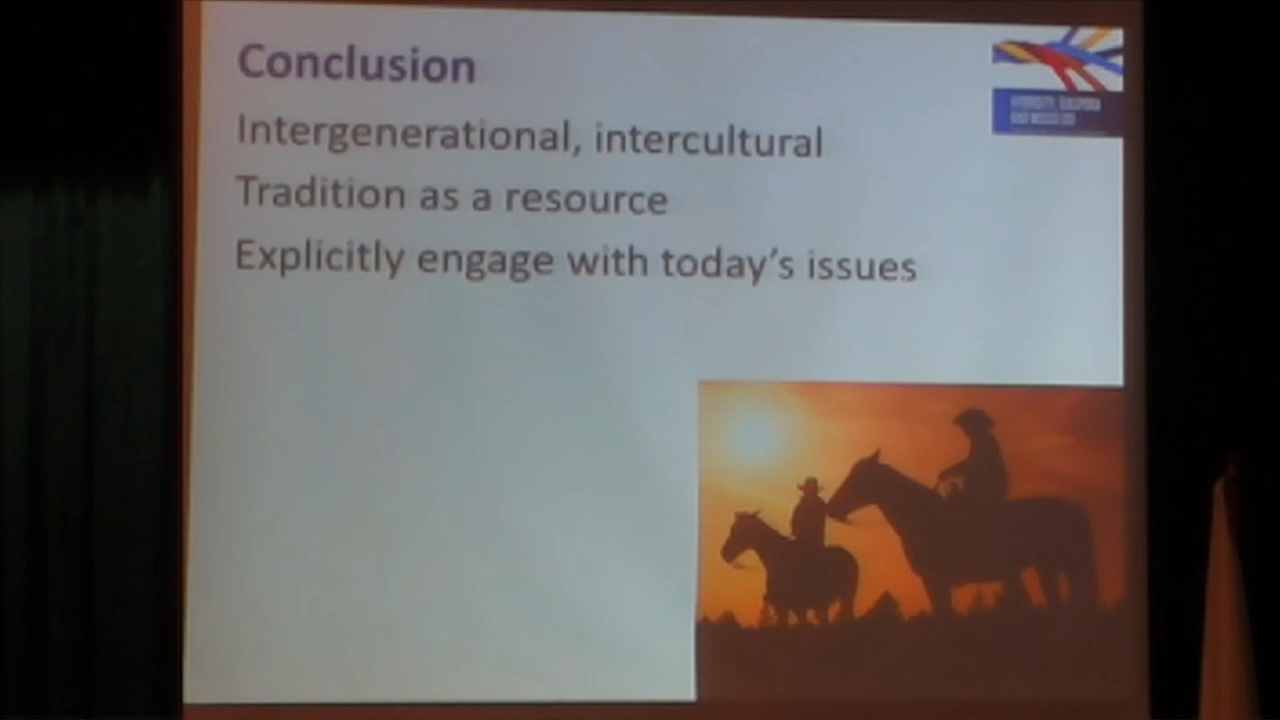 Conclusion
Intergenerational, intercultural
Tradition as a resource
Explicitly engage with today's issues